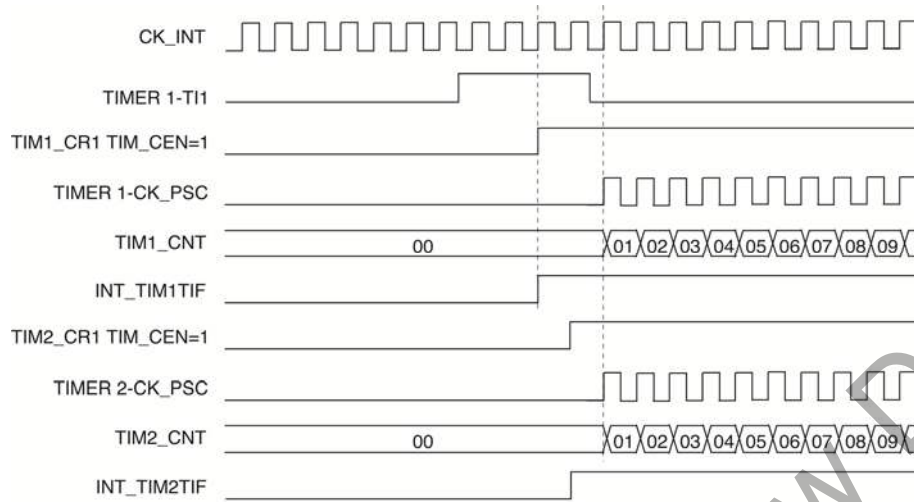 CK_INT
TIMER 1-TI1
TIM1_CR1 TIM_CEN=1
TIMER 1-CK_PSC
TIM1_CNT 00 01 02 03 04 05 06 07 08 09
INT_TIM1TIF
TIM2_CR1 TIM_CEN=1
TIMER 2-CK_PSC
TIM2_CNT 00 01 02 03 04 05 06 07 08 09
INT_TIM2TIF